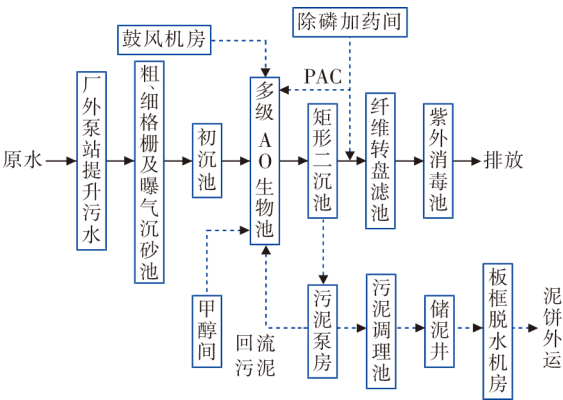 除磷加药间
鼓风机房
PAC
原水
厂外泵站提升污水
粗、细格栅及曝气沉砂池
初沉池
多级AO生物池
矩形二沉池
纤维转盘滤池
紫外消毒池
排放
甲醇间
回流
污泥
污泥泵房
污泥调理池
储泥井
板框脱水机房
泥饼外运